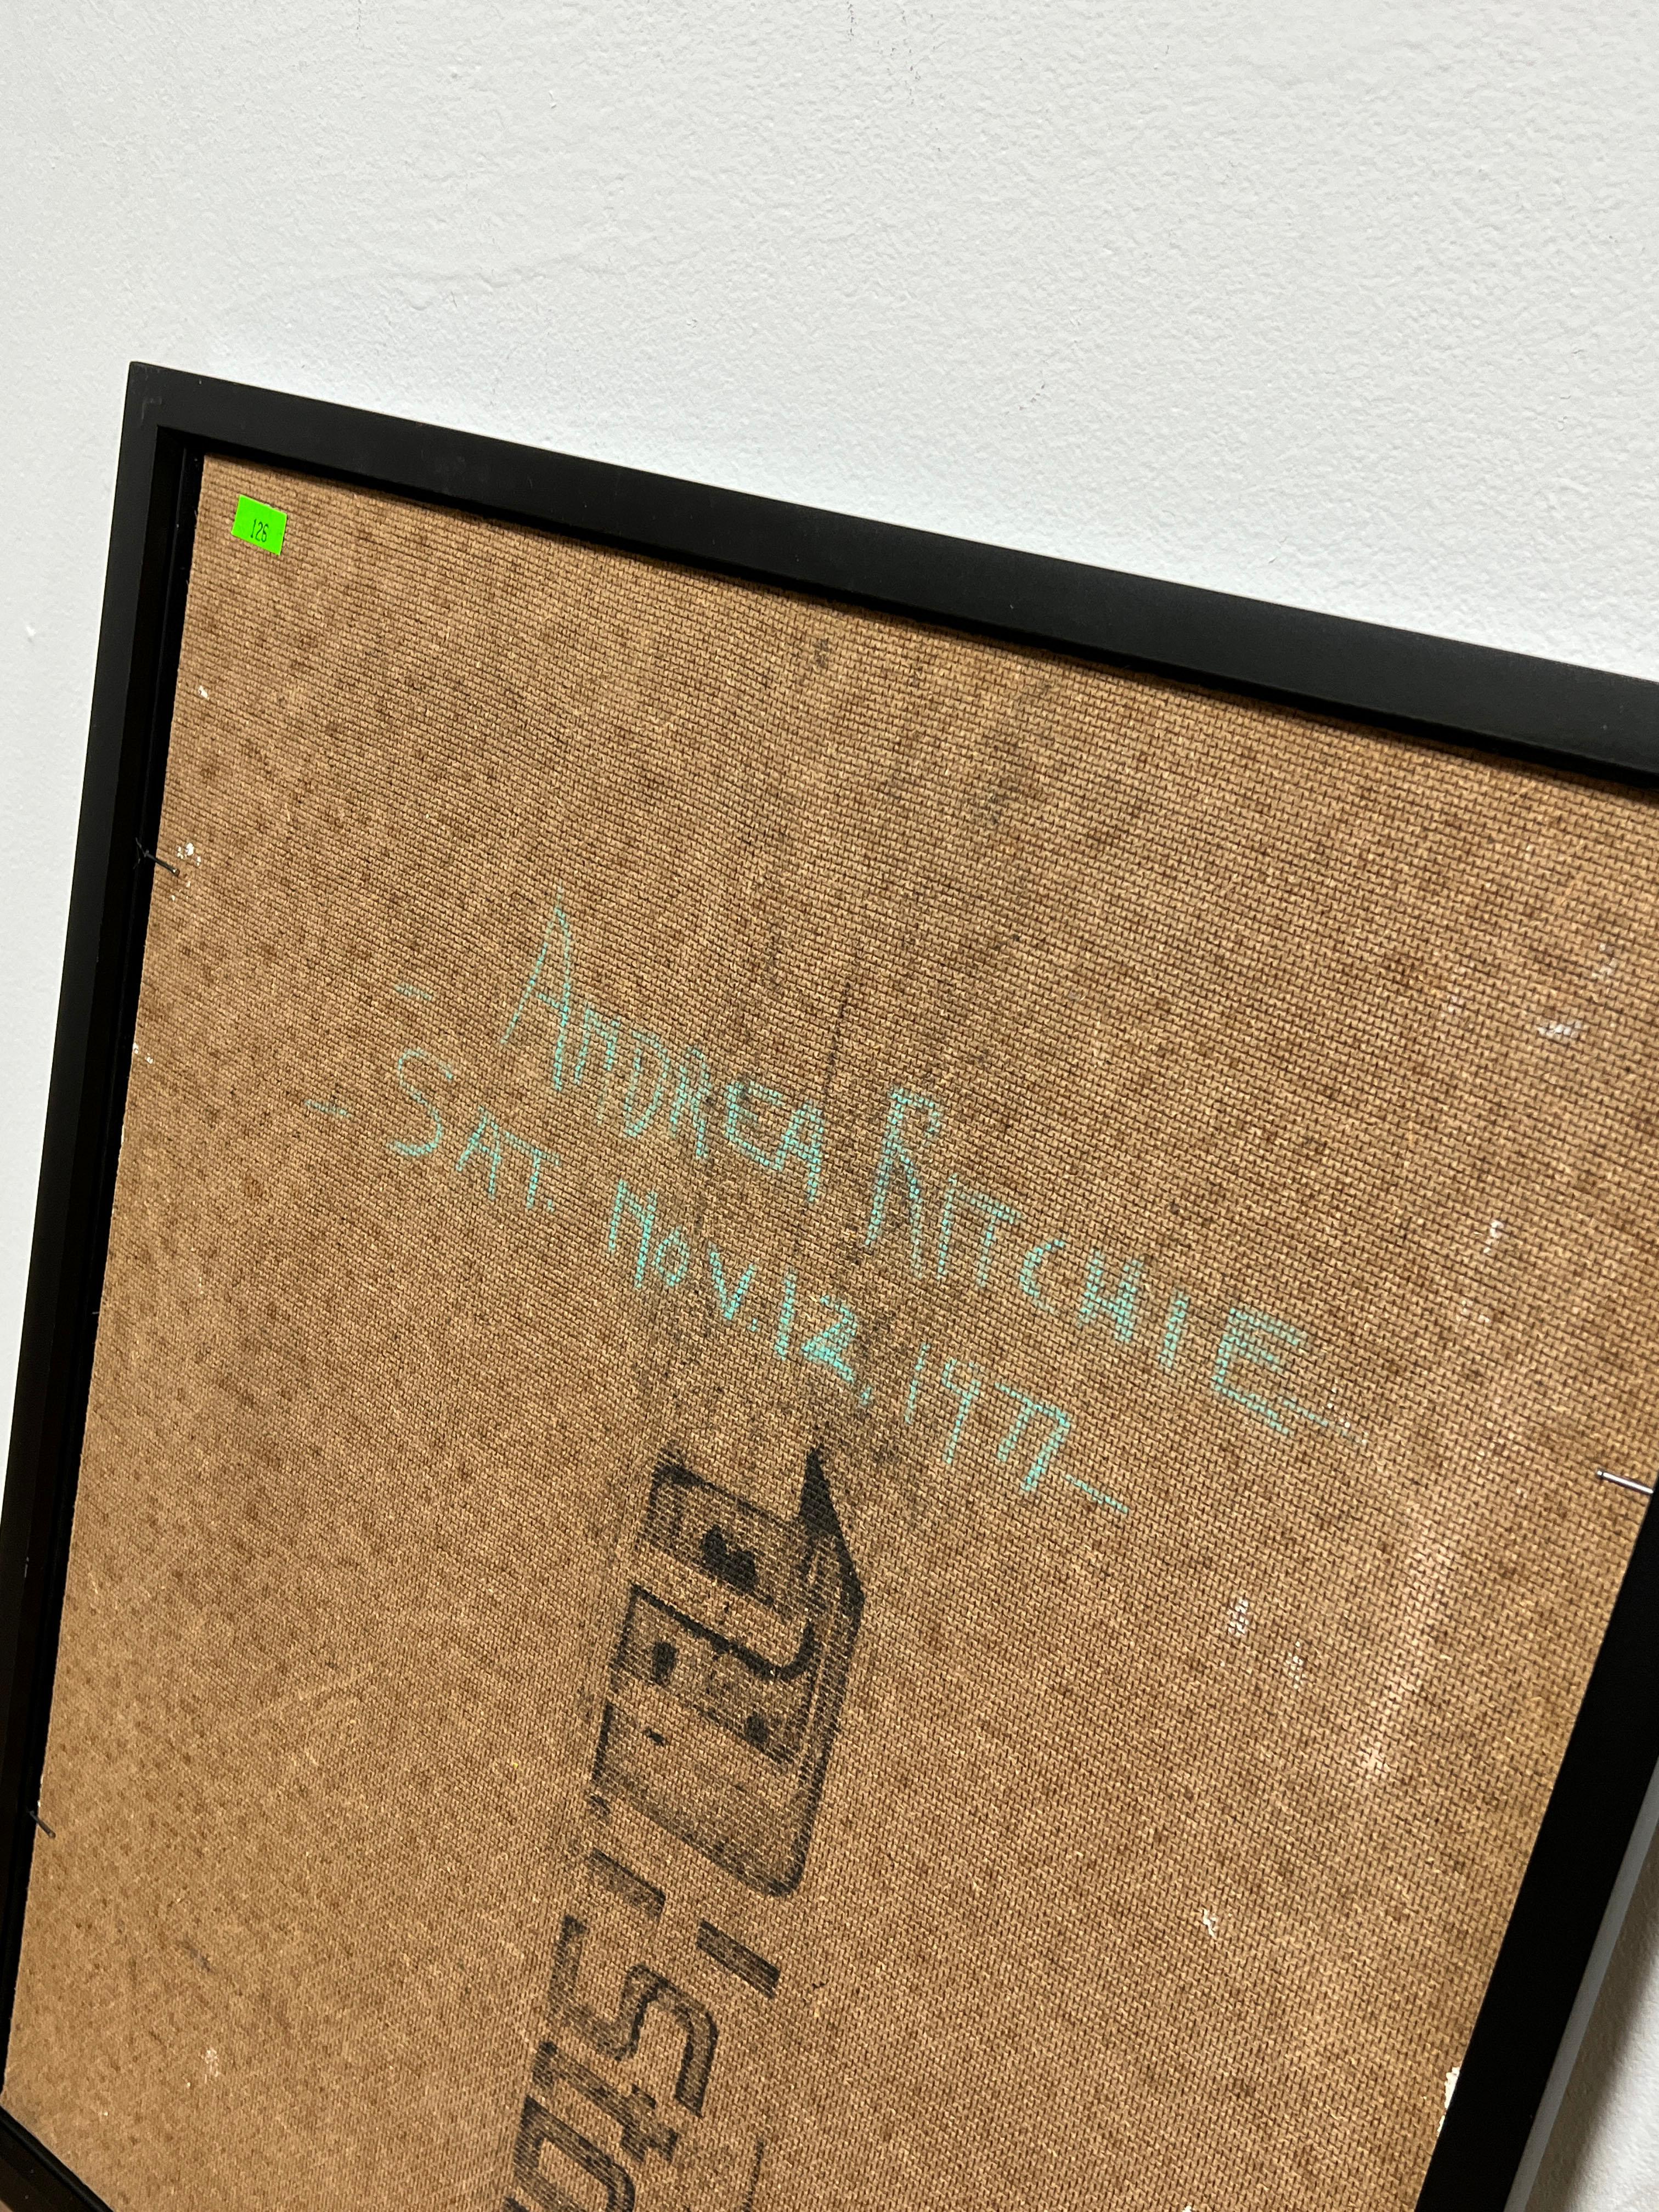 126
- ANDREA RITCHIE -
- SAT. NOV. 12, 1977 -